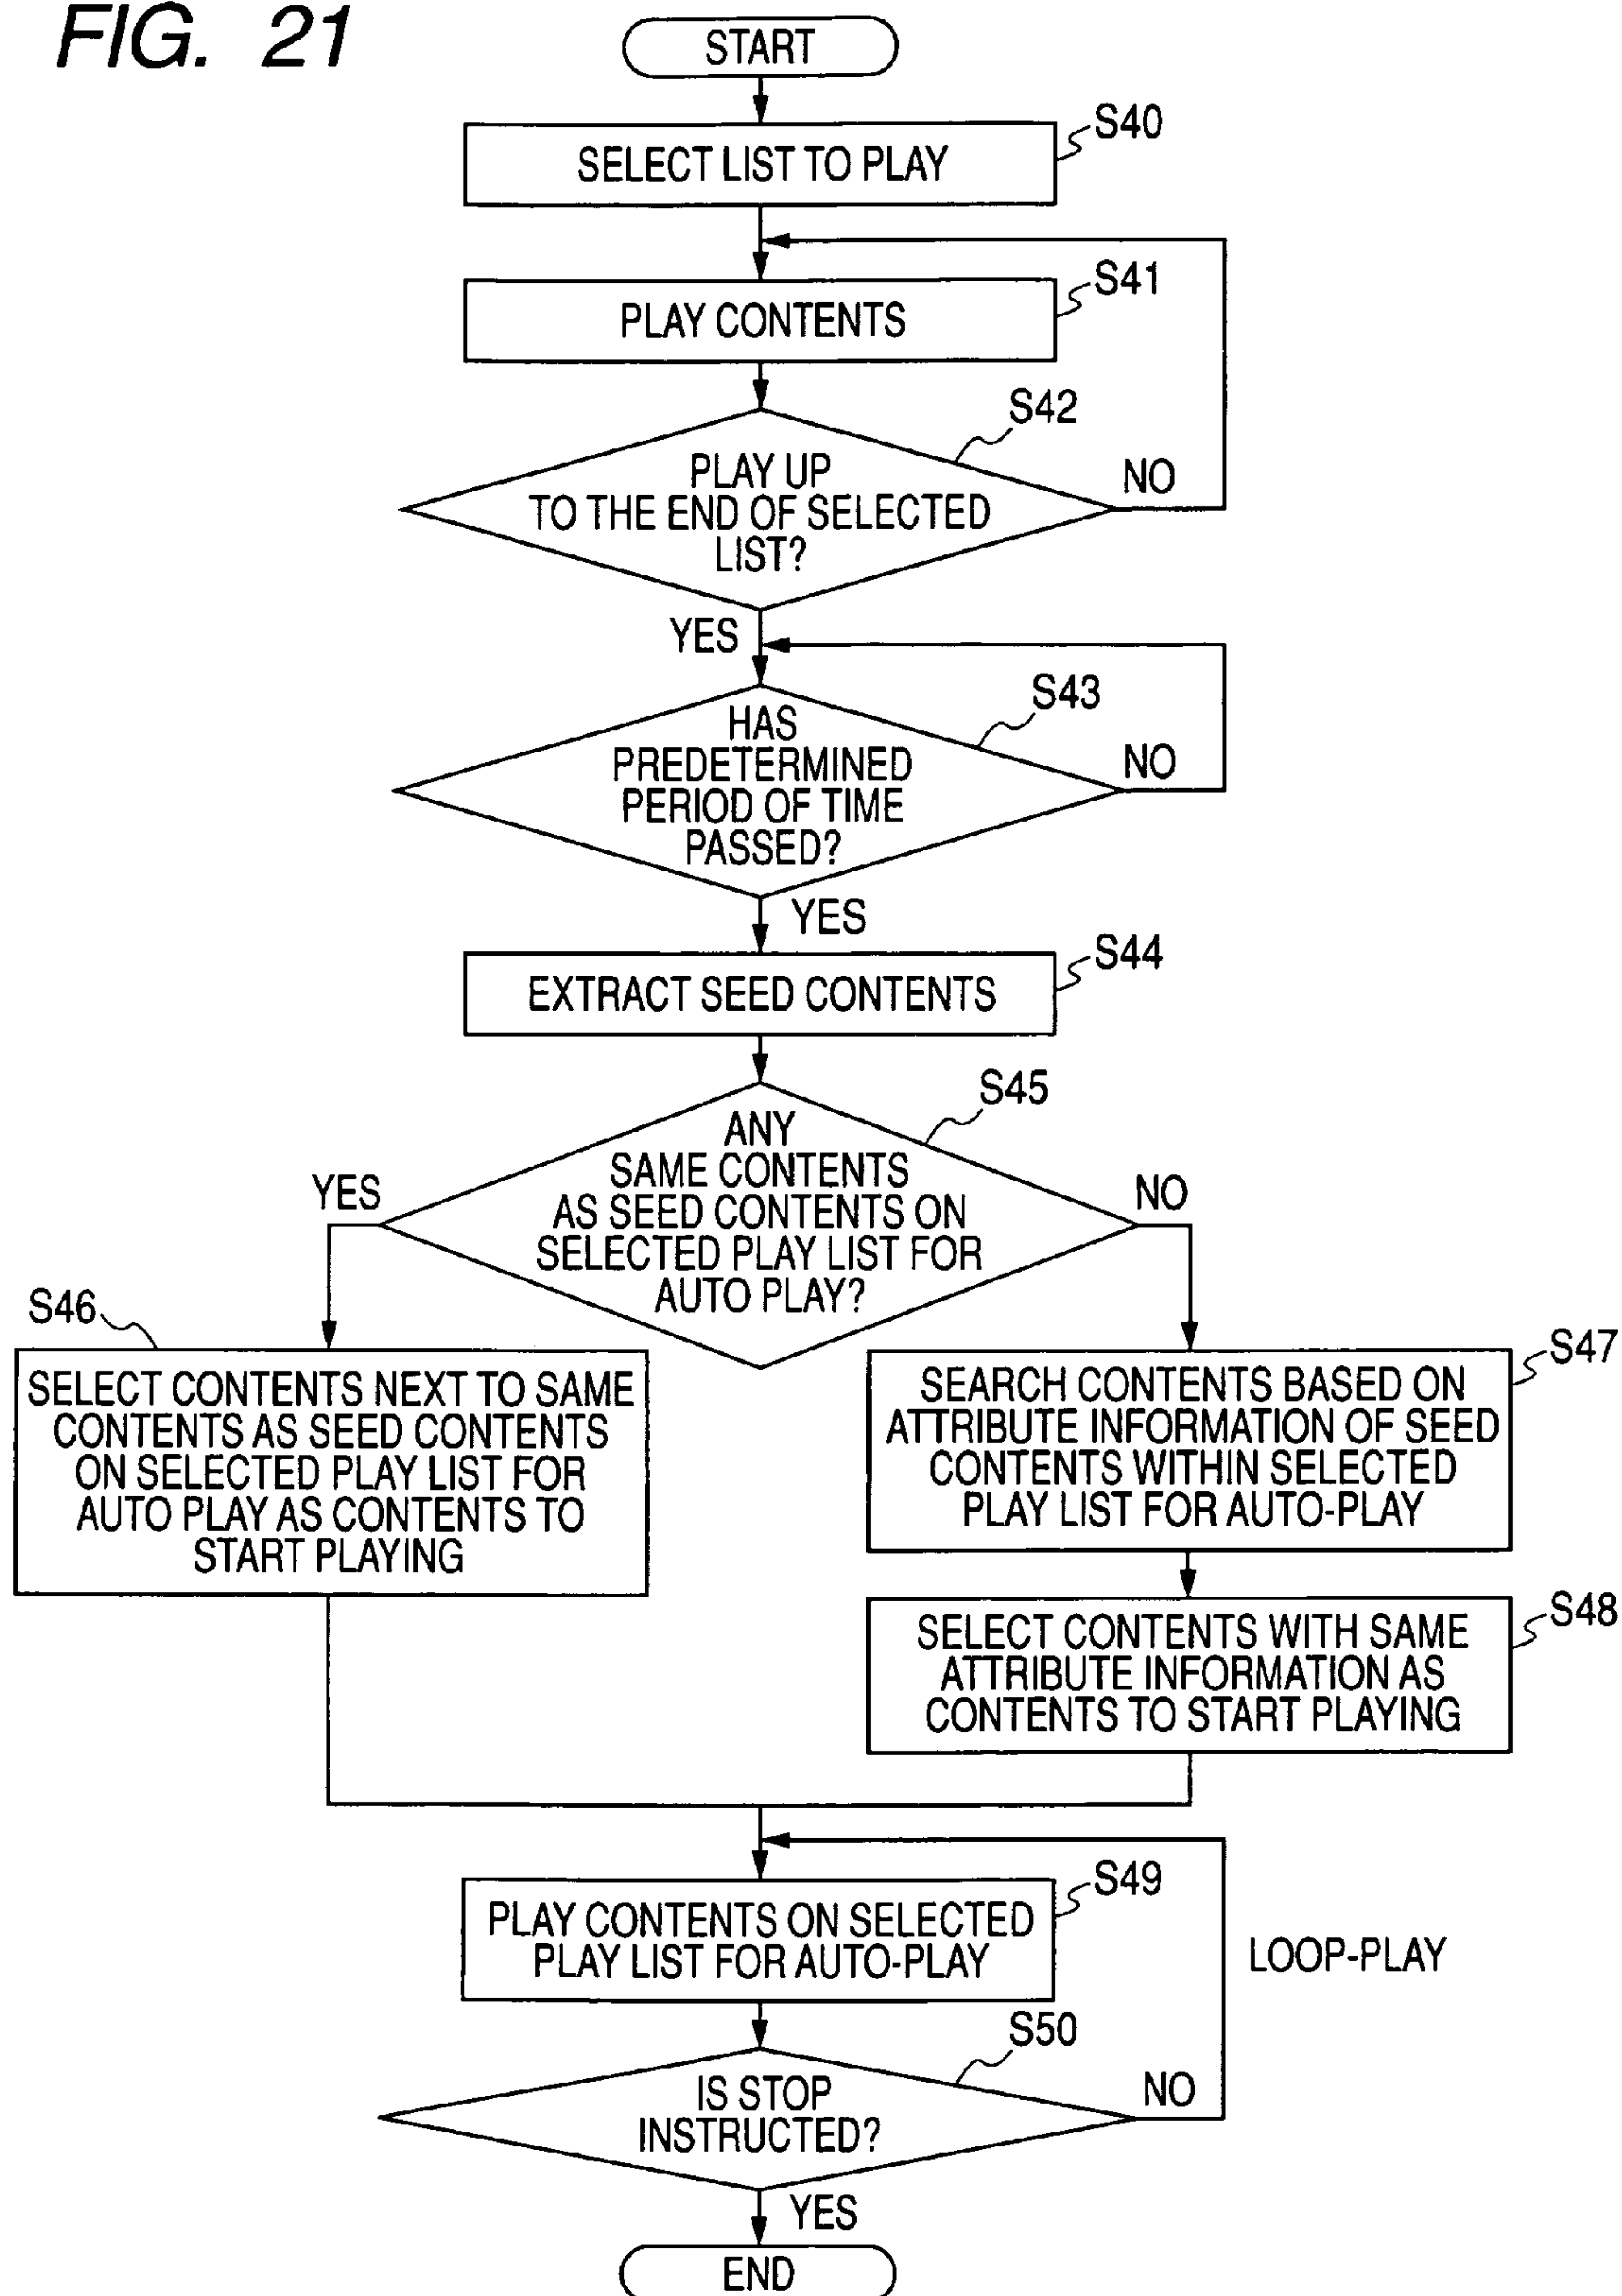 FIG. 21
START
S40
SELECT LIST TO PLAY
S41
PLAY CONTENTS
S42
PLAY UP
TO THE END OF SELECTED
LIST?
NO
YES
S43
HAS
PREDETERMINED
PERIOD OF TIME
PASSED?
NO
YES
S44
EXTRACT SEED CONTENTS
S45
ANY
SAME CONTENTS
AS SEED CONTENTS ON
SELECTED PLAY LIST FOR
AUTO PLAY?
YES
NO
S46
SELECT CONTENTS NEXT TO SAME
CONTENTS AS SEED CONTENTS
ON SELECTED PLAY LIST FOR
AUTO PLAY AS CONTENTS TO
START PLAYING
S47
SEARCH CONTENTS BASED ON
ATTRIBUTE INFORMATION OF SEED
CONTENTS WITHIN SELECTED
PLAY LIST FOR AUTO-PLAY
S48
SELECT CONTENTS WITH SAME
ATTRIBUTE INFORMATION AS
CONTENTS TO START PLAYING
S49
PLAY CONTENTS ON SELECTED
PLAY LIST FOR AUTO-PLAY
LOOP-PLAY
S50
IS STOP
INSTRUCTED?
NO
YES
END